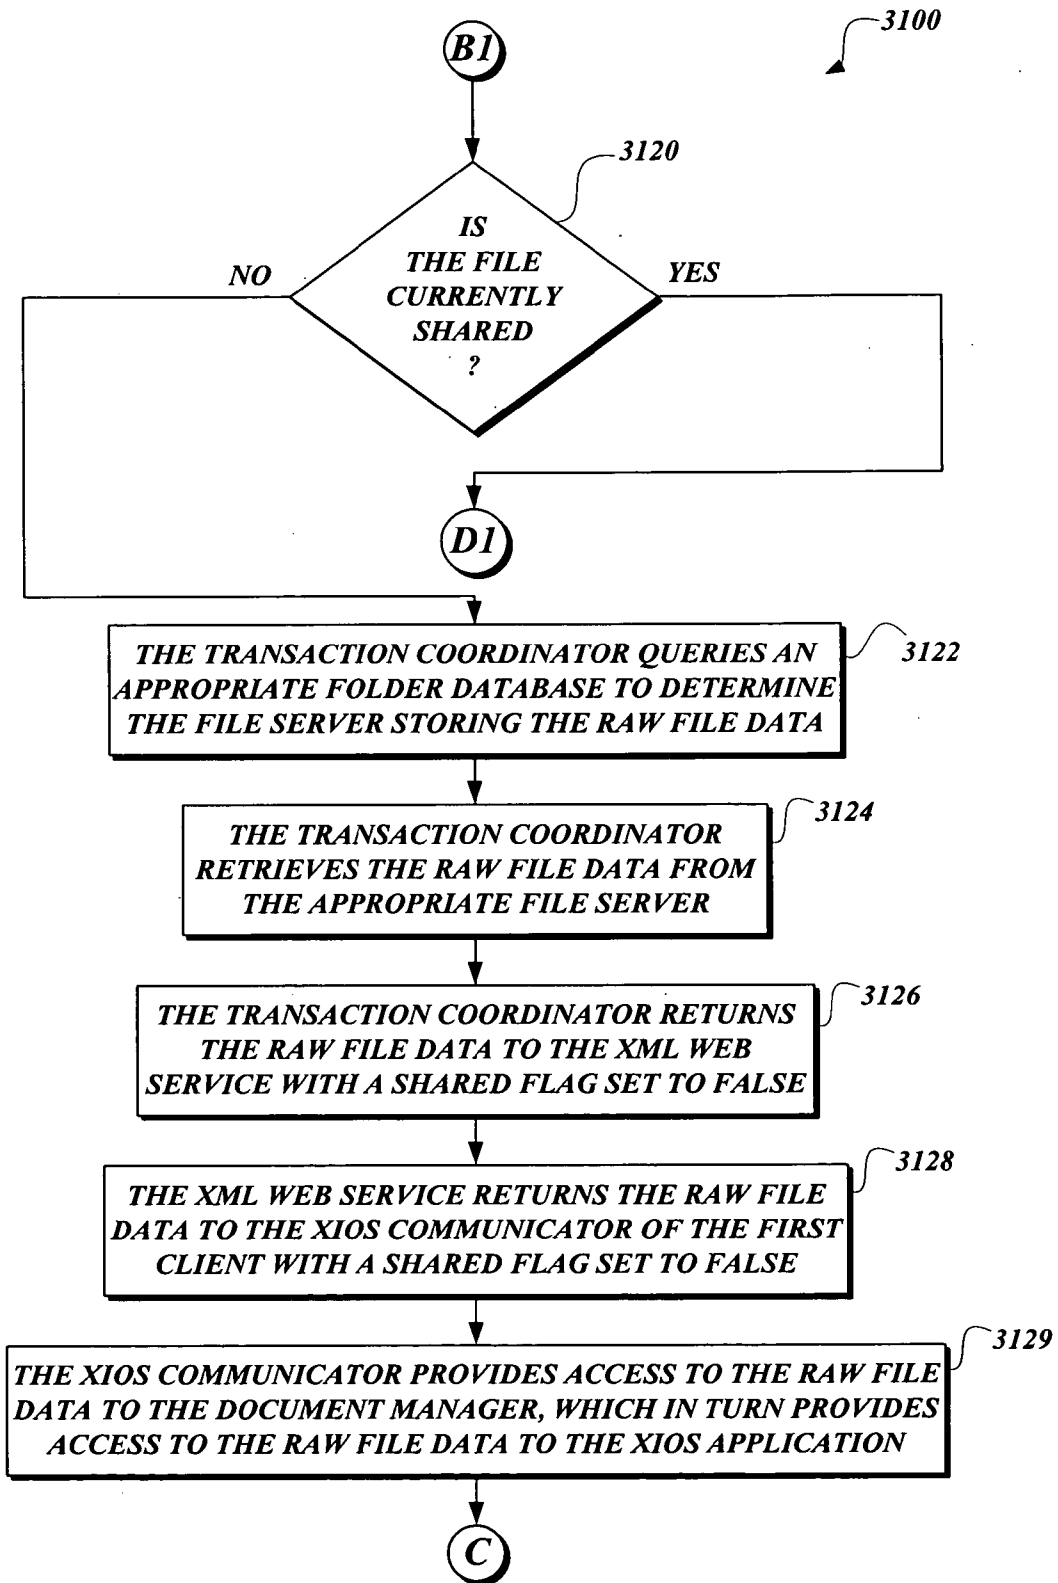 3100
B1
3120
IS
THE FILE
CURRENTLY
SHARED
?
NO
YES
D1
3122
THE TRANSACTION COORDINATOR QUERIES AN
APPROPRIATE FOLDER DATABASE TO DETERMINE
THE FILE SERVER STORING THE RAW FILE DATA
3124
THE TRANSACTION COORDINATOR
RETRIEVES THE RAW FILE DATA FROM
THE APPROPRIATE FILE SERVER
3126
THE TRANSACTION COORDINATOR RETURNS
THE RAW FILE DATA TO THE XML WEB
SERVICE WITH A SHARED FLAG SET TO FALSE
3128
THE XML WEB SERVICE RETURNS THE RAW FILE
DATA TO THE XIOS COMMUNICATOR OF THE FIRST
CLIENT WITH A SHARED FLAG SET TO FALSE
3129
THE XIOS COMMUNICATOR PROVIDES ACCESS TO THE RAW FILE
DATA TO THE DOCUMENT MANAGER, WHICH IN TURN PROVIDES
ACCESS TO THE RAW FILE DATA TO THE XIOS APPLICATION
C